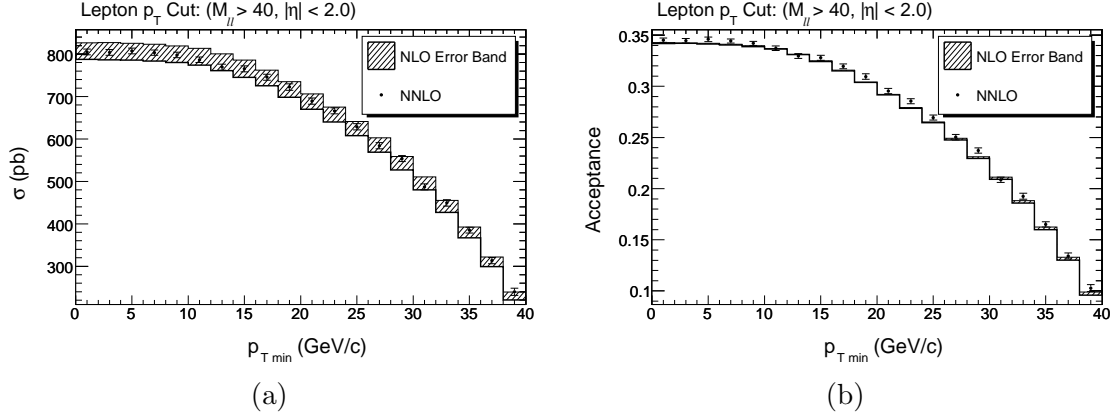 Lepton p_T Cut: (M_ll > 40, |η| < 2.0)
σ (pb)
800
700
600
500
400
300
NLO Error Band
NNLO
0 5 10 15 20 25 30 35 40
p_T min (GeV/c)
(a)
Lepton p_T Cut: (M_ll > 40, |η| < 2.0)
Acceptance
0.35
0.3
0.25
0.2
0.15
0.1
NLO Error Band
NNLO
0 5 10 15 20 25 30 35 40
p_T min (GeV/c)
(b)